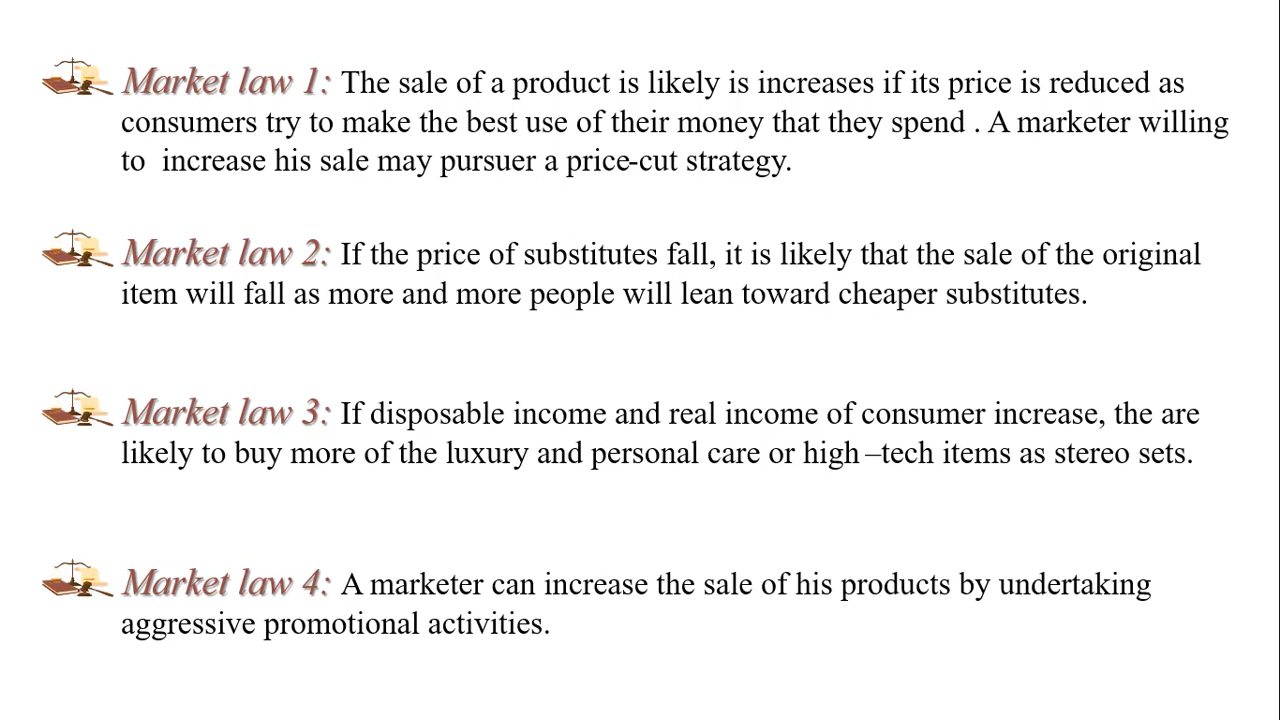 Market law 1: The sale of a product is likely is increases if its price is reduced as
consumers try to make the best use of their money that they spend . A marketer willing
to  increase his sale may pursuer a price-cut strategy.
Market law 2: If the price of substitutes fall, it is likely that the sale of the original
item will fall as more and more people will lean toward cheaper substitutes.
Market law 3: If disposable income and real income of consumer increase, the are
likely to buy more of the luxury and personal care or high –tech items as stereo sets.
Market law 4: A marketer can increase the sale of his products by undertaking
aggressive promotional activities.